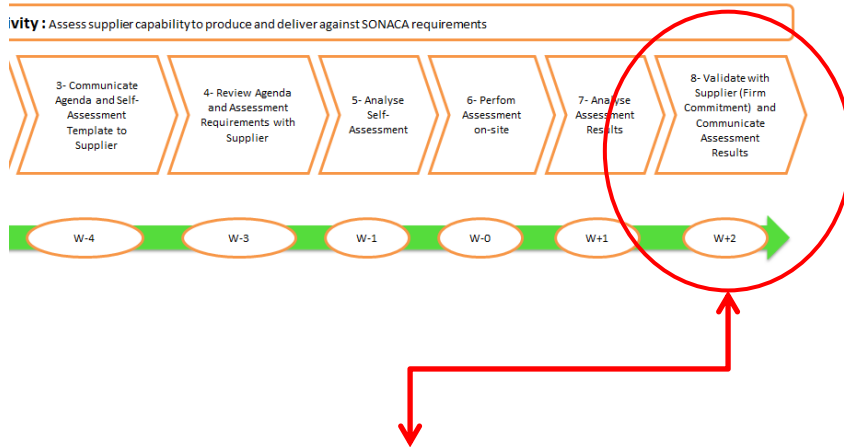 ivity : Assess supplier capability to produce and deliver against SONACA requirements
3- Communicate
Agenda and Self-
Assessment
Template to
Supplier
4- Review Agenda
and Assessment
Requirements with
Supplier
5- Analyse
Self-
Assessment
6- Perfom
Assessment
on-site
7- Analyse
Assessment
Results
8- Validate with
Supplier (Firm
Commitment) and
Communicate
Assessment
Results
W-4
W-3
W-1
W-0
W+1
W+2